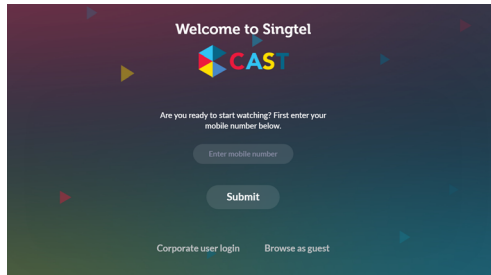 Welcome to Singtel
CAST
Are you ready to start watching? First enter your
mobile number below.
Enter mobile number
Submit
Corporate user login Browse as guest